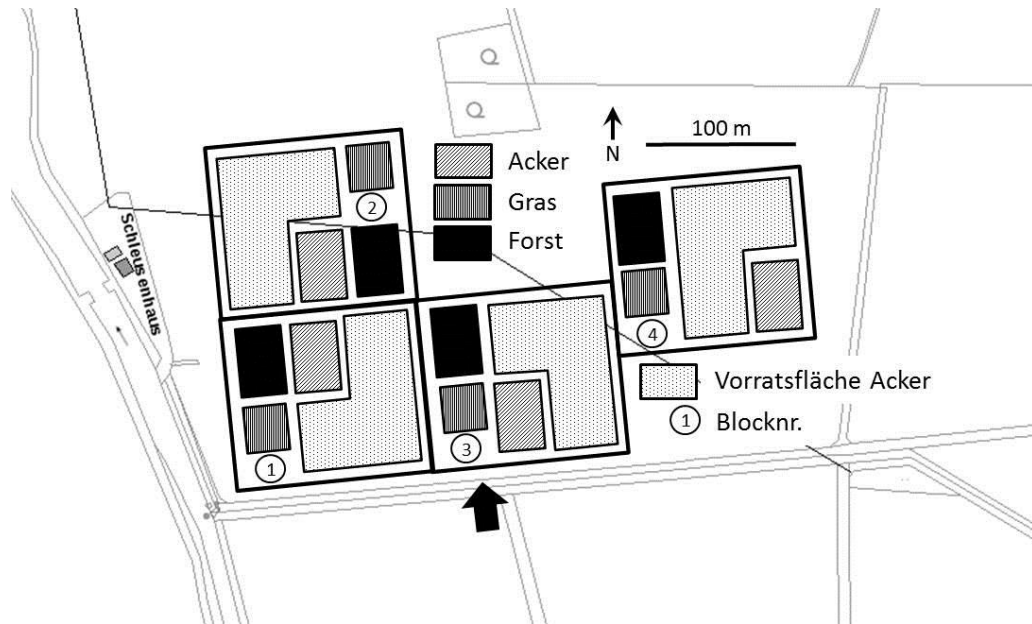 Acker
Gras
Forst
N
100 m
Schleusenhaus
2
4
Vorratsfläche Acker
1 Blocknr.
1
3